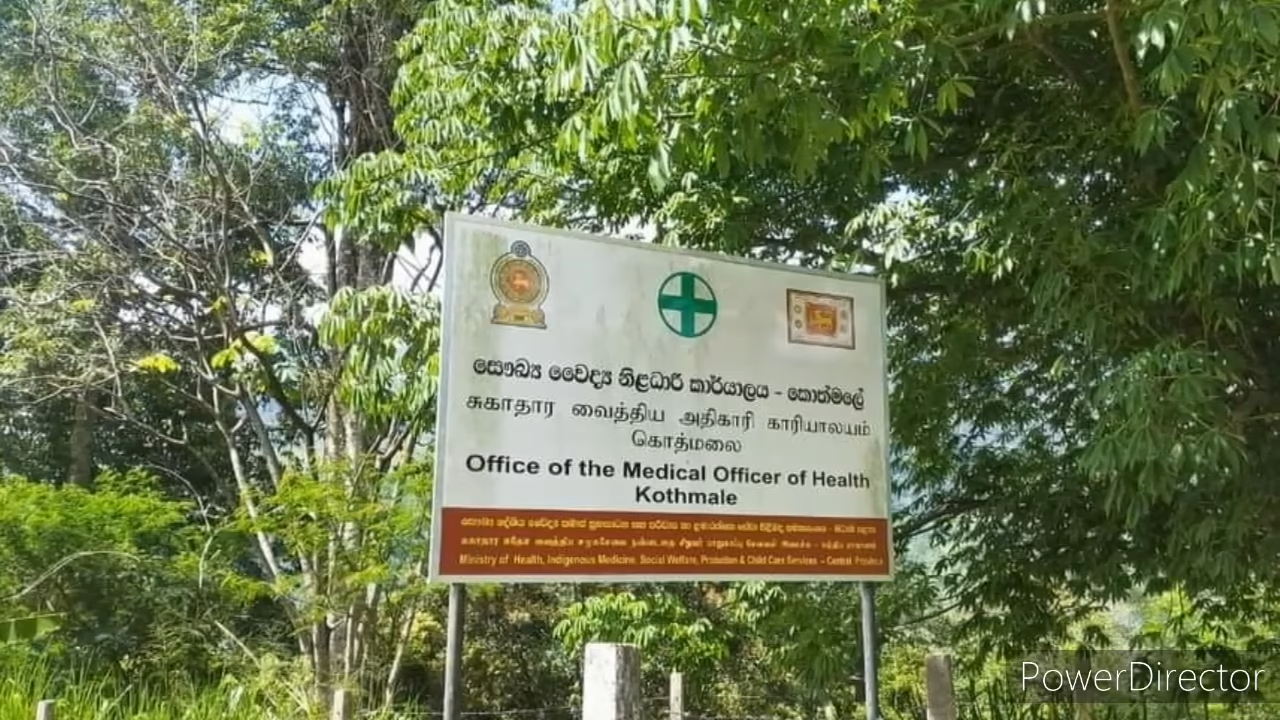 සෞඛ්‍ය වෛද්‍ය නිළධාරී කාර්යාලය - කොත්මලේ
சுகாதார வைத்திய அதிகாரி காரியாலயம்
கொத்மலை
Office of the Medical Officer of Health
Kothmale
Ministry of Health, Indigenous Medicine, Social Welfare, Probation & Child Care Services - Central Province
PowerDirector